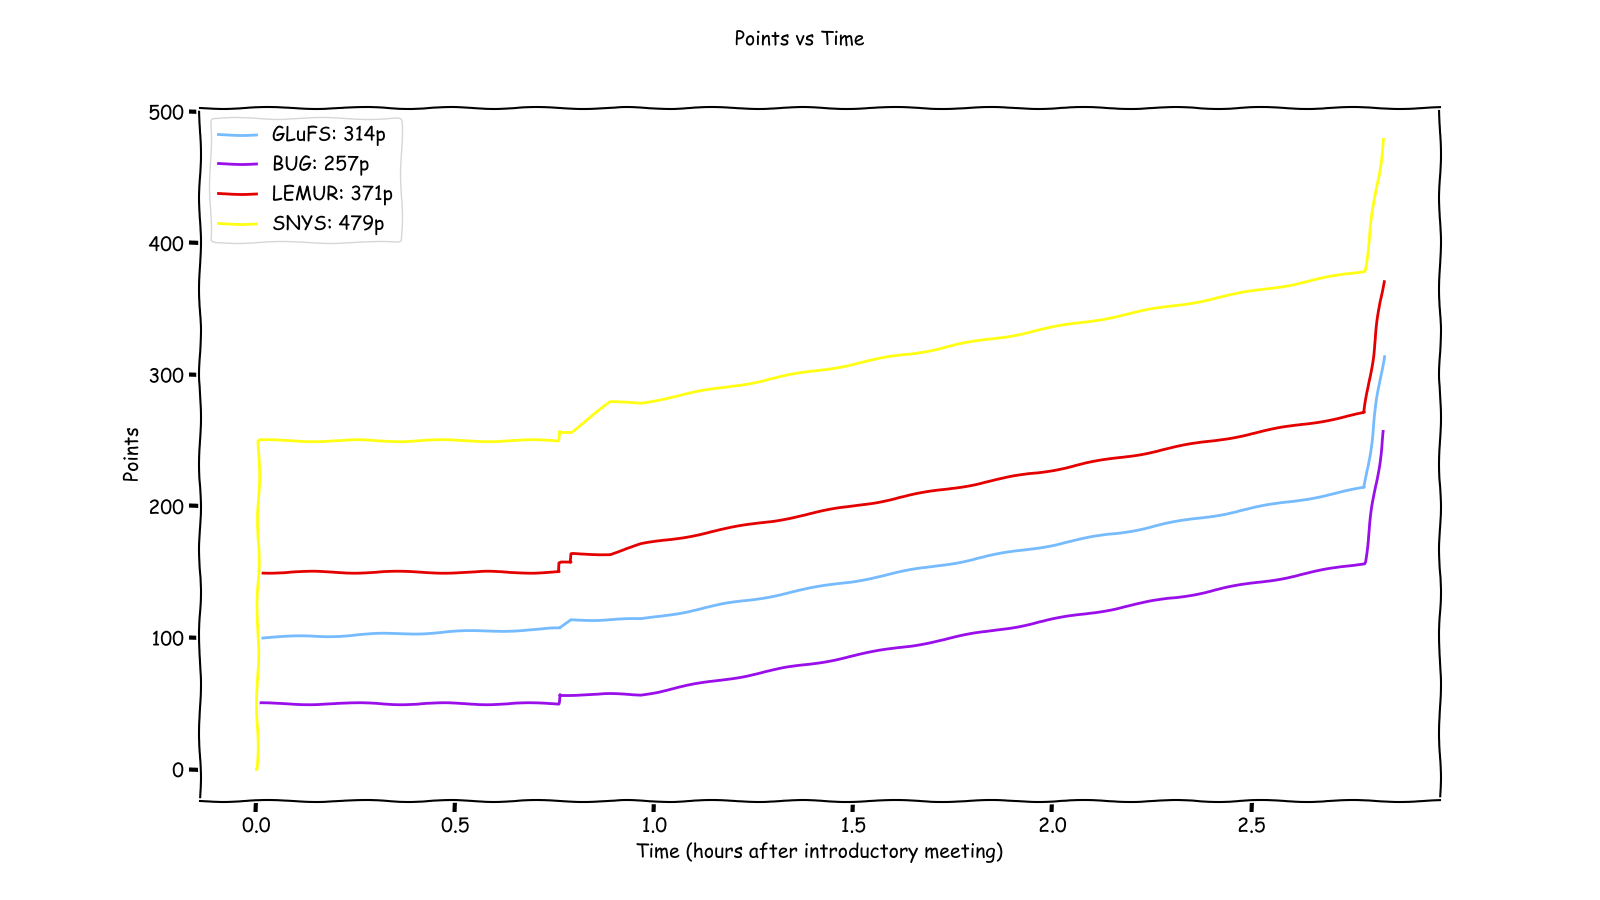 Points vs Time
500
400
300
200
100
0
Points
GLuFS: 314p
BUG: 257p
LEMUR: 371p
SNYS: 479p
0.0 0.5 1.0 1.5 2.0 2.5
Time (hours after introductory meeting)